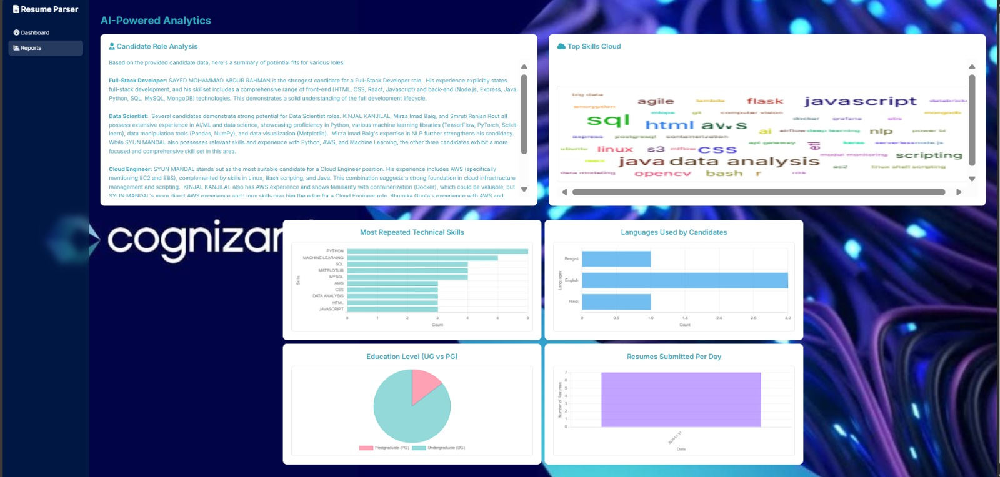 Resume Parser
Dashboard
Reports
AI-Powered Analytics
Candidate Role Analysis
Based on the provided candidate data, here's a summary of potential fits for various roles:
Full-Stack Developer: SAYED MOHAMMAD ABDUR RAHMAN is the strongest candidate for a Full-Stack Developer role. His experience explicitly states
full-stack development, and his skillset includes a comprehensive range of front-end (HTML, CSS, React, Javascript) and back-end (Node.js, Express, Java,
Python, SQL, MySQL, MongoDB) technologies. This demonstrates a solid understanding of the full development lifecycle.
Data Scientist: Several candidates demonstrate strong potential for Data Scientist roles. KINJAL KANJILAL, Mirza Imad Baig, and Smruti Ranjan Rout all
possess extensive experience in AI/ML and data science, showcasing proficiency in Python, various machine learning libraries (TensorFlow, PyTorch, Scikit-
learn), data manipulation tools (Pandas, NumPy), and data visualization (Matplotlib). Mirza Imad Baig's expertise in NLP further strengthens his candidacy.
While SYUN MANDAL also possesses relevant skills and experience with Python, AWS, and Machine Learning, the other three candidates exhibit a more
focused and comprehensive skill set in this area.
Cloud Engineer: SYUN MANDAL stands out as the most suitable candidate for a Cloud Engineer position. His experience includes AWS (specifically
mentioning EC2 and EBS), complemented by skills in Linux, Bash scripting, and Java. This combination suggests a strong foundation in cloud infrastructure
management and scripting. KINJAL KANJILAL also has AWS experience and shows familiarity with containerization (Docker), which could be valuable, but
SYUN MANDAL's more direct AWS experience and Linux skills give him the edge for a Cloud Engineer role. Bhumika Gupta's experience with AWS and
Top Skills Cloud
big data
agile lambda flask javascript databricks
encryption
mlops git computer vision mongodb
sql docker grafana ebs
html aws ai airflow deep learning nlp power bi
express postgresql containerization
api gateway etl keras serverless node.js
ubuntu linux s3 mlflow css model monitoring scripting
react java data analysis ec2 linux shell scripting
data modeling opencv bash r nltk
cognizan
Most Repeated Technical Skills
Skills
PYTHON
MACHINE LEARNING
SQL
MATPLOTLIB
MYSQL
AWS
CSS
DATA ANALYSIS
HTML
JAVASCRIPT
0 1 2 3 4 5 6
Count
Languages Used by Candidates
Languages
Bengali
English
Hindi
0 0.5 1.0 1.5 2.0 2.5 3.0
Count
Education Level (UG vs PG)
Postgraduate (PG) Undergraduate (UG)
Resumes Submitted Per Day
Number of Resumes
7
6
5
4
3
2
1
0
2025-07-31
Date